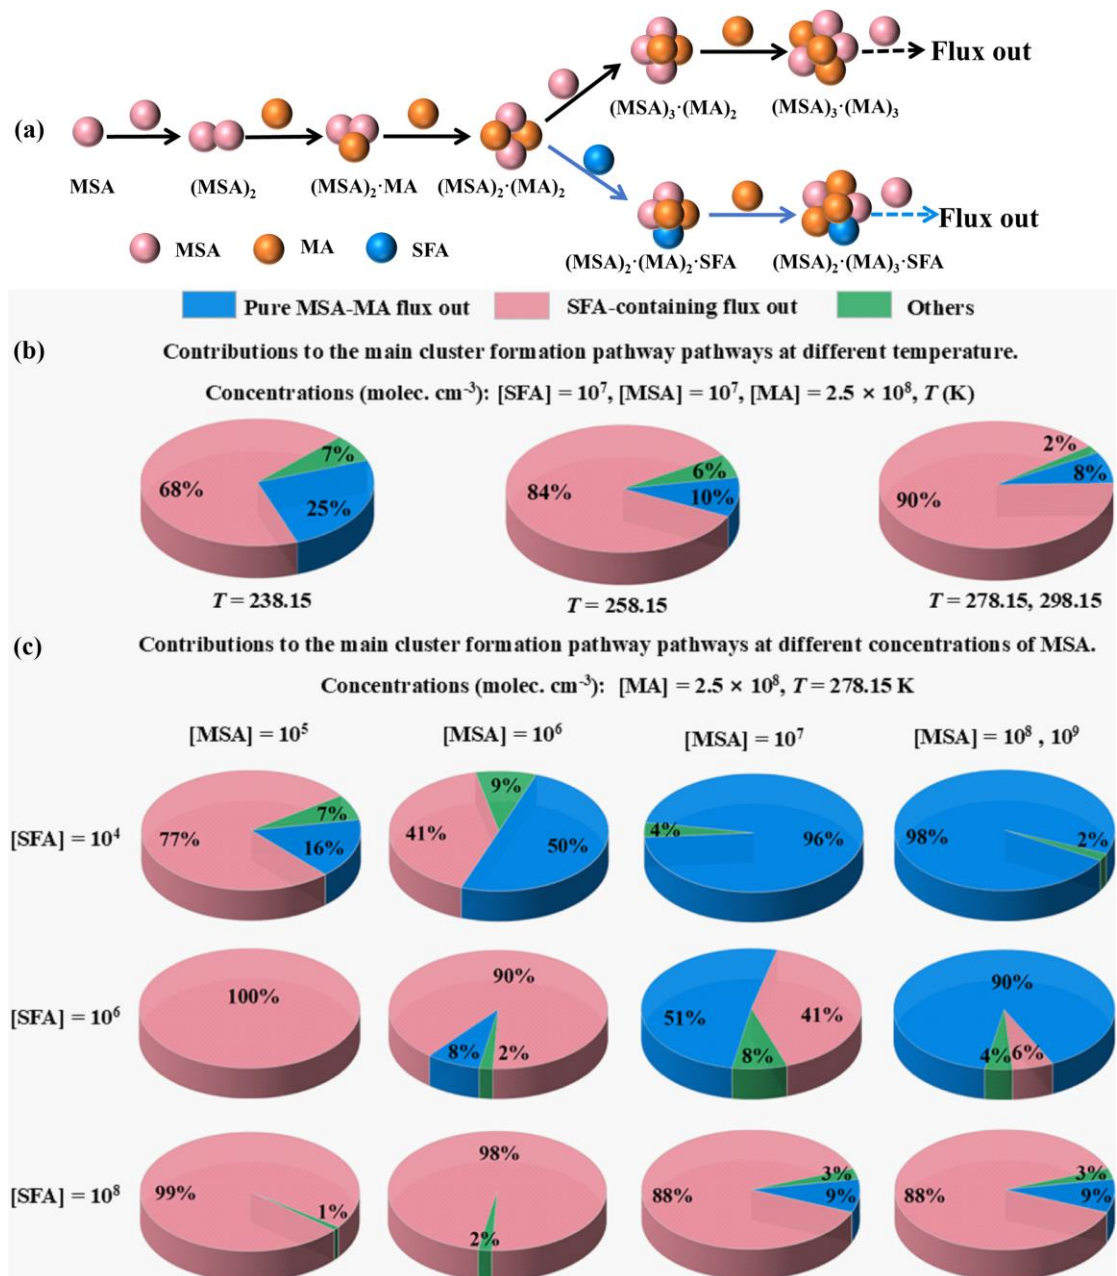 (a)
Flux out
(MSA)₃·(MA)₂
(MSA)₃·(MA)₃
MSA
(MSA)₂
(MSA)₂·MA
(MSA)₂·(MA)₂
Flux out
MSA
MA
SFA
(MSA)₂·(MA)₂·SFA
(MSA)₂·(MA)₃·SFA
Pure MSA-MA flux out
SFA-containing flux out
Others
(b)
Contributions to the main cluster formation pathway pathways at different temperature.
Concentrations (molec. cm⁻³): [SFA] = 10⁷, [MSA] = 10⁷, [MA] = 2.5 × 10⁸, T (K)
68%
7%
25%
84%
6%
10%
90%
2%
8%
T = 238.15
T = 258.15
T = 278.15, 298.15
(c)
Contributions to the main cluster formation pathway pathways at different concentrations of MSA.
Concentrations (molec. cm⁻³): [MA] = 2.5 × 10⁸, T = 278.15 K
[MSA] = 10⁵
[MSA] = 10⁶
[MSA] = 10⁷
[MSA] = 10⁸ , 10⁹
[SFA] = 10⁴
77%
7%
16%
41%
9%
50%
4%
96%
98%
2%
[SFA] = 10⁶
100%
90%
8%
2%
51%
41%
8%
90%
4%
6%
[SFA] = 10⁸
99%
1%
98%
2%
88%
3%
9%
88%
3%
9%